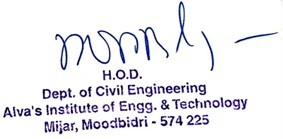 H.O.D.
Dept. of Civil Engineering
Alva's Institute of Engg. & Technology
Mijar, Moodbidri - 574 225